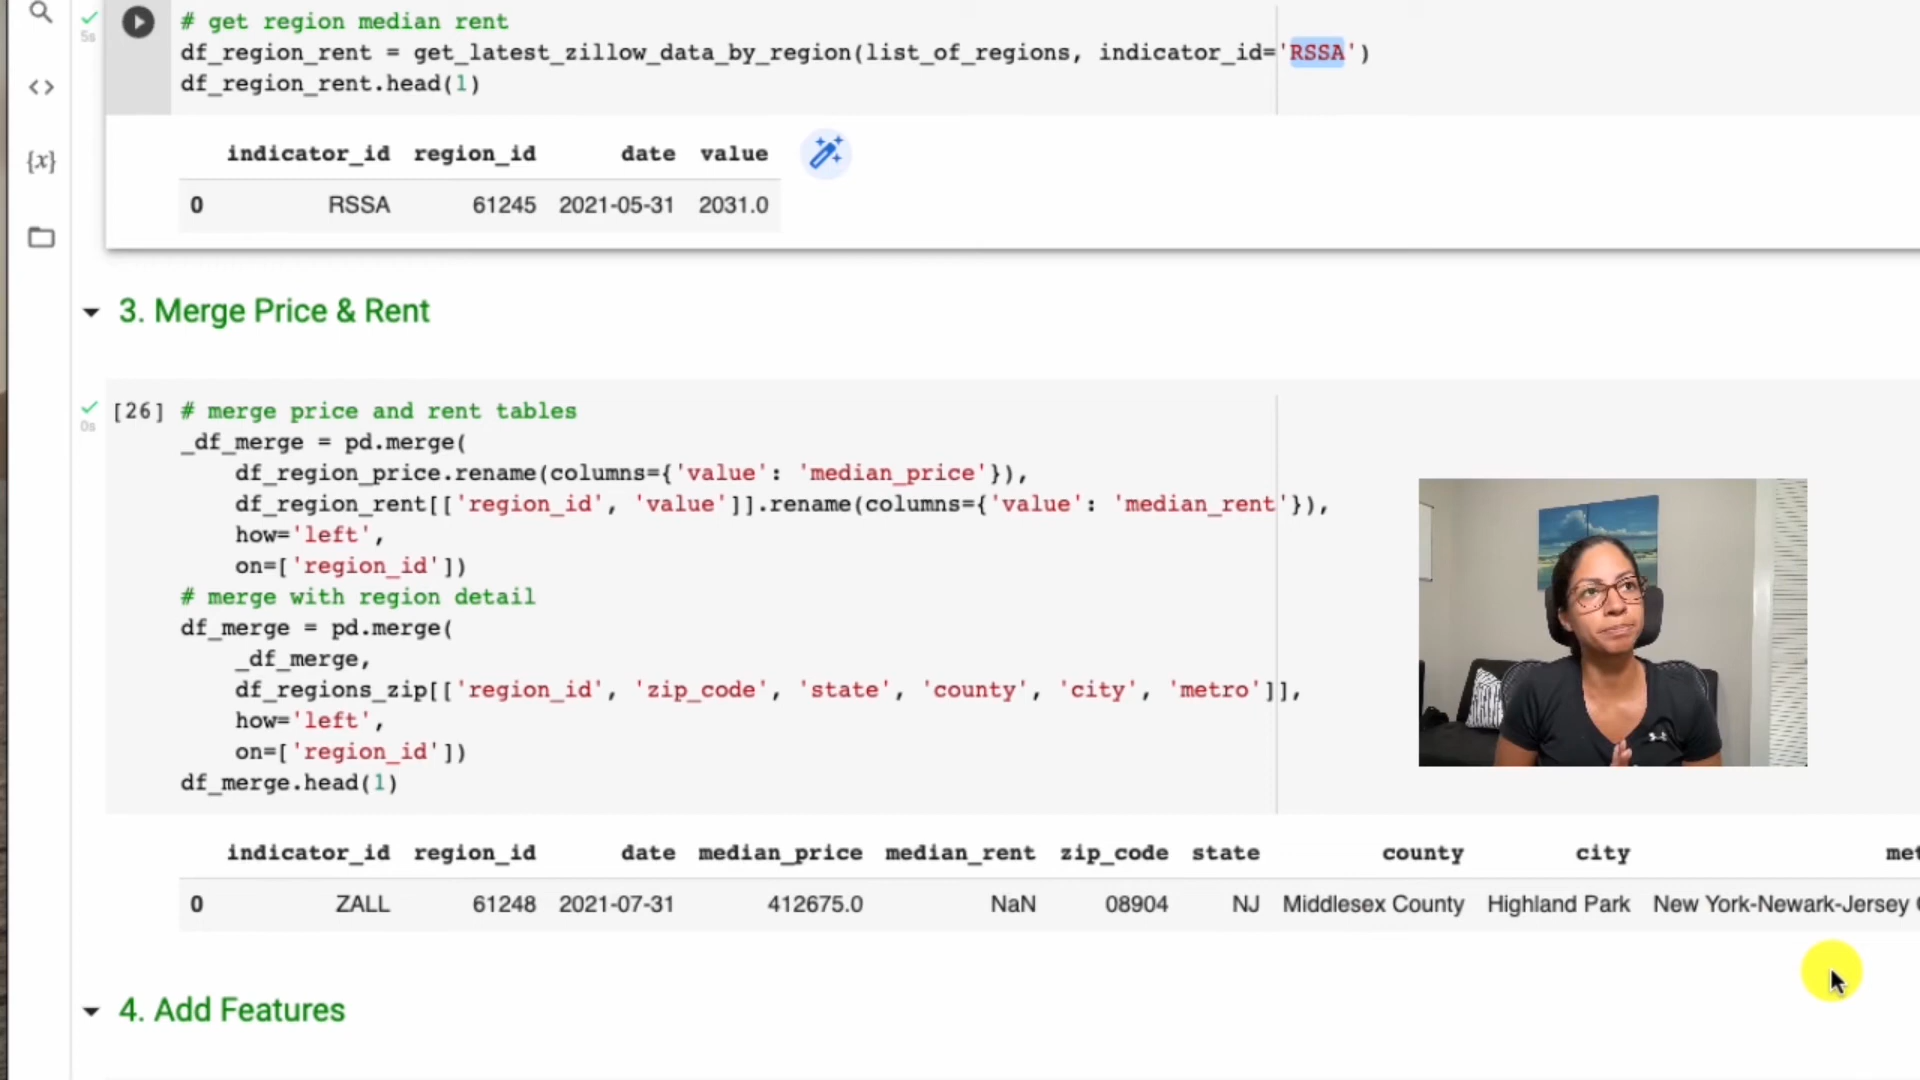 5s
# get region median rent
df_region_rent = get_latest_zillow_data_by_region(list_of_regions, indicator_id='RSSA')
df_region_rent.head(1)
indicator_id region_id date value
0 RSSA 61245 2021-05-31 2031.0
{x}
3. Merge Price & Rent
0s
[26] # merge price and rent tables
_df_merge = pd.merge(
df_region_price.rename(columns={'value': 'median_price'}),
df_region_rent[['region_id', 'value']].rename(columns={'value': 'median_rent'}),
how='left',
on=['region_id'])
# merge with region detail
df_merge = pd.merge(
_df_merge,
df_regions_zip[['region_id', 'zip_code', 'state', 'county', 'city', 'metro']],
how='left',
on=['region_id'])
df_merge.head(1)
indicator_id region_id date median_price median_rent zip_code state county city met
0 ZALL 61248 2021-07-31 412675.0 NaN 08904 NJ Middlesex County Highland Park New York-Newark-Jersey
4. Add Features